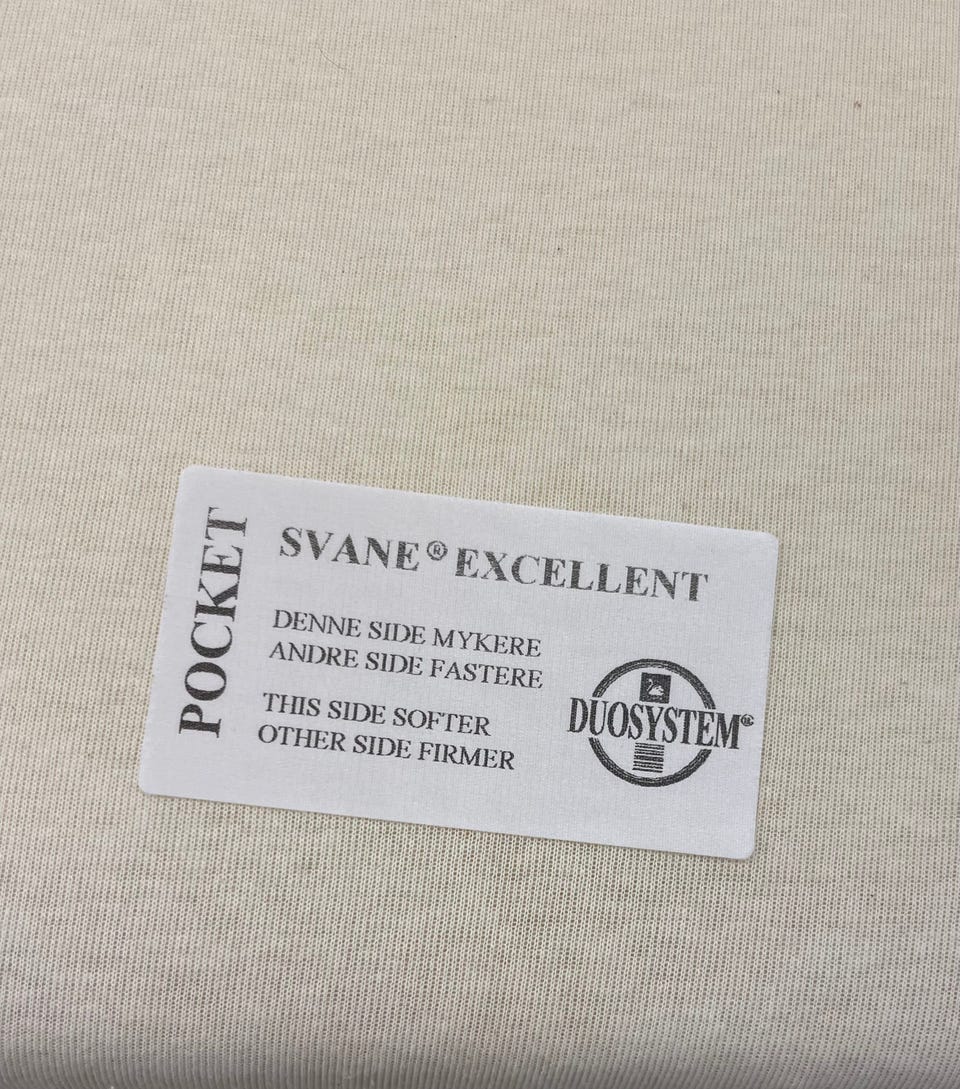 POCKET
SVANE® EXCELLENT
DENNE SIDE MYKERE
ANDRE SIDE FASTERE
THIS SIDE SOFTER
OTHER SIDE FIRMER
DUOSYSTEM®